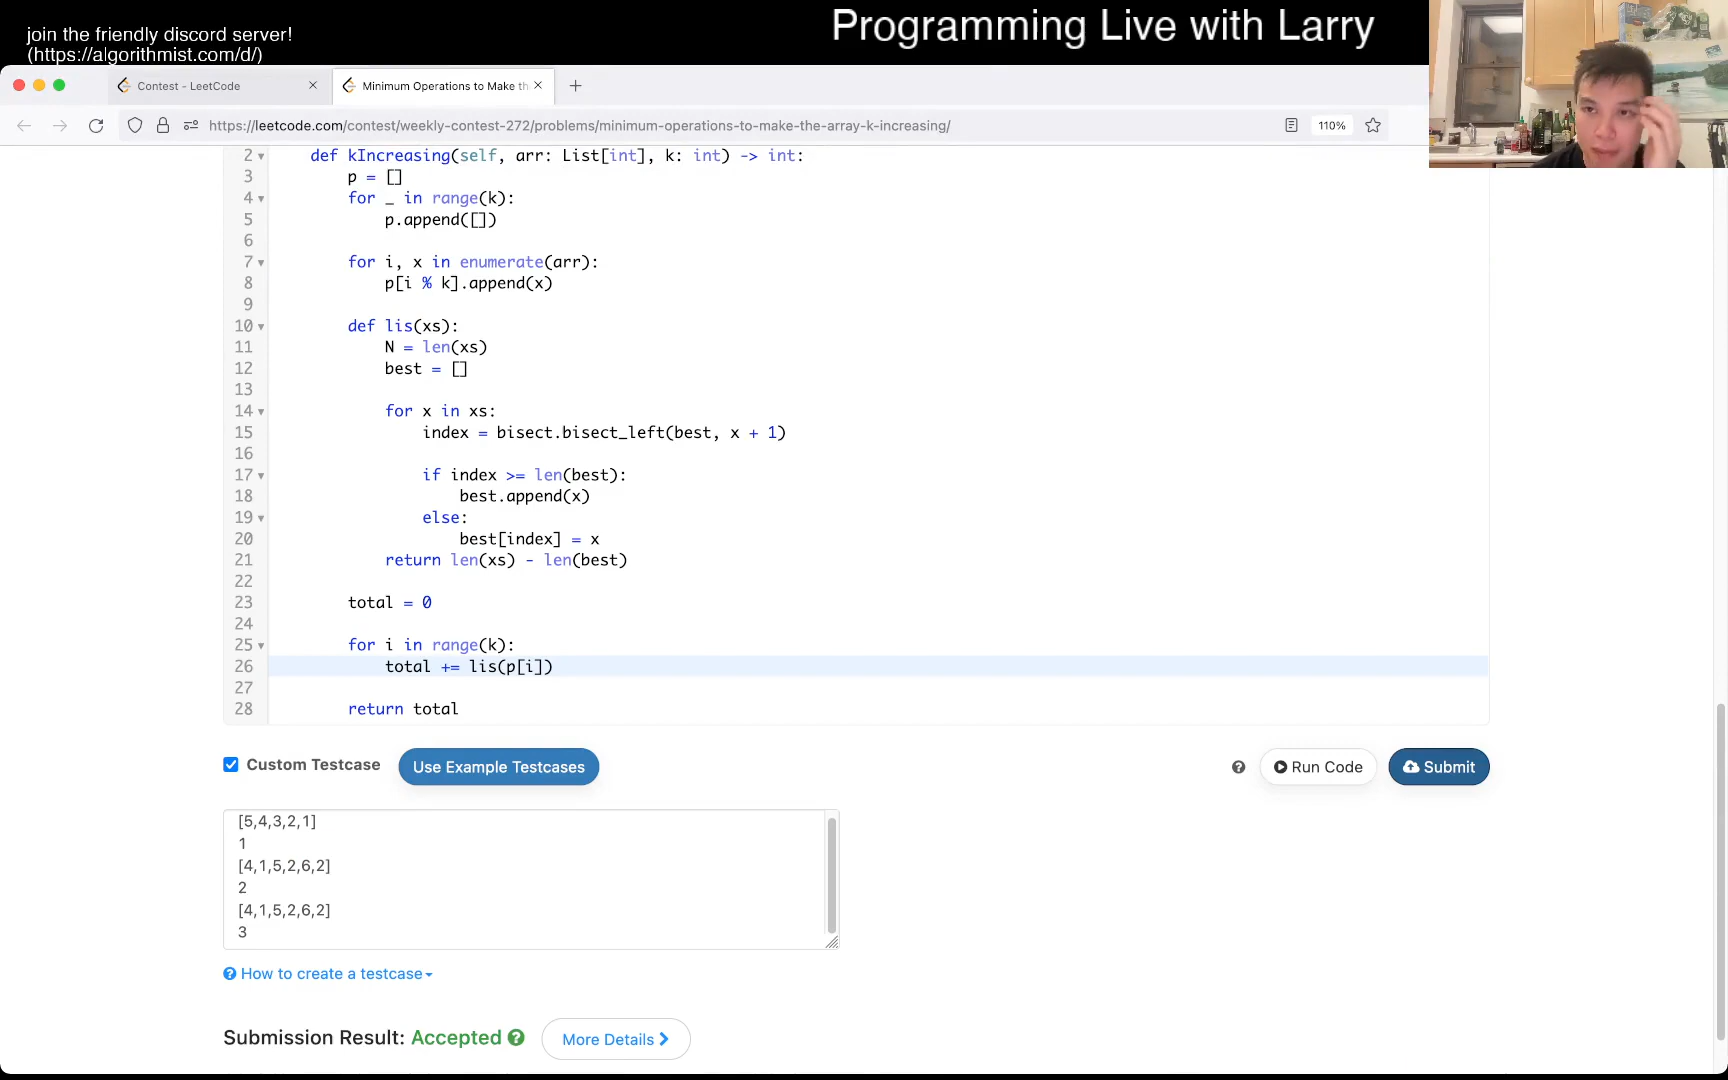 join the friendly discord server!
(https://algorithmist.com/d/)
Programming Live with Larry
Contest - LeetCode
Minimum Operations to Make th
https://leetcode.com/contest/weekly-contest-272/problems/minimum-operations-to-make-the-array-k-increasing/
110%
2 def kIncreasing(self, arr: List[int], k: int) -> int:
3 p = []
4 for _ in range(k):
5 p.append([])
6
7 for i, x in enumerate(arr):
8 p[i % k].append(x)
9
10 def lis(xs):
11 N = len(xs)
12 best = []
13
14 for x in xs:
15 index = bisect.bisect_left(best, x + 1)
16
17 if index >= len(best):
18 best.append(x)
19 else:
20 best[index] = x
21 return len(xs) - len(best)
22
23 total = 0
24
25 for i in range(k):
26 total += lis(p[i])
27
28 return total
Custom Testcase
Use Example Testcases
? Run Code
Submit
[5,4,3,2,1]
1
[4,1,5,2,6,2]
2
[4,1,5,2,6,2]
3
? How to create a testcase
Submission Result: Accepted ?
More Details